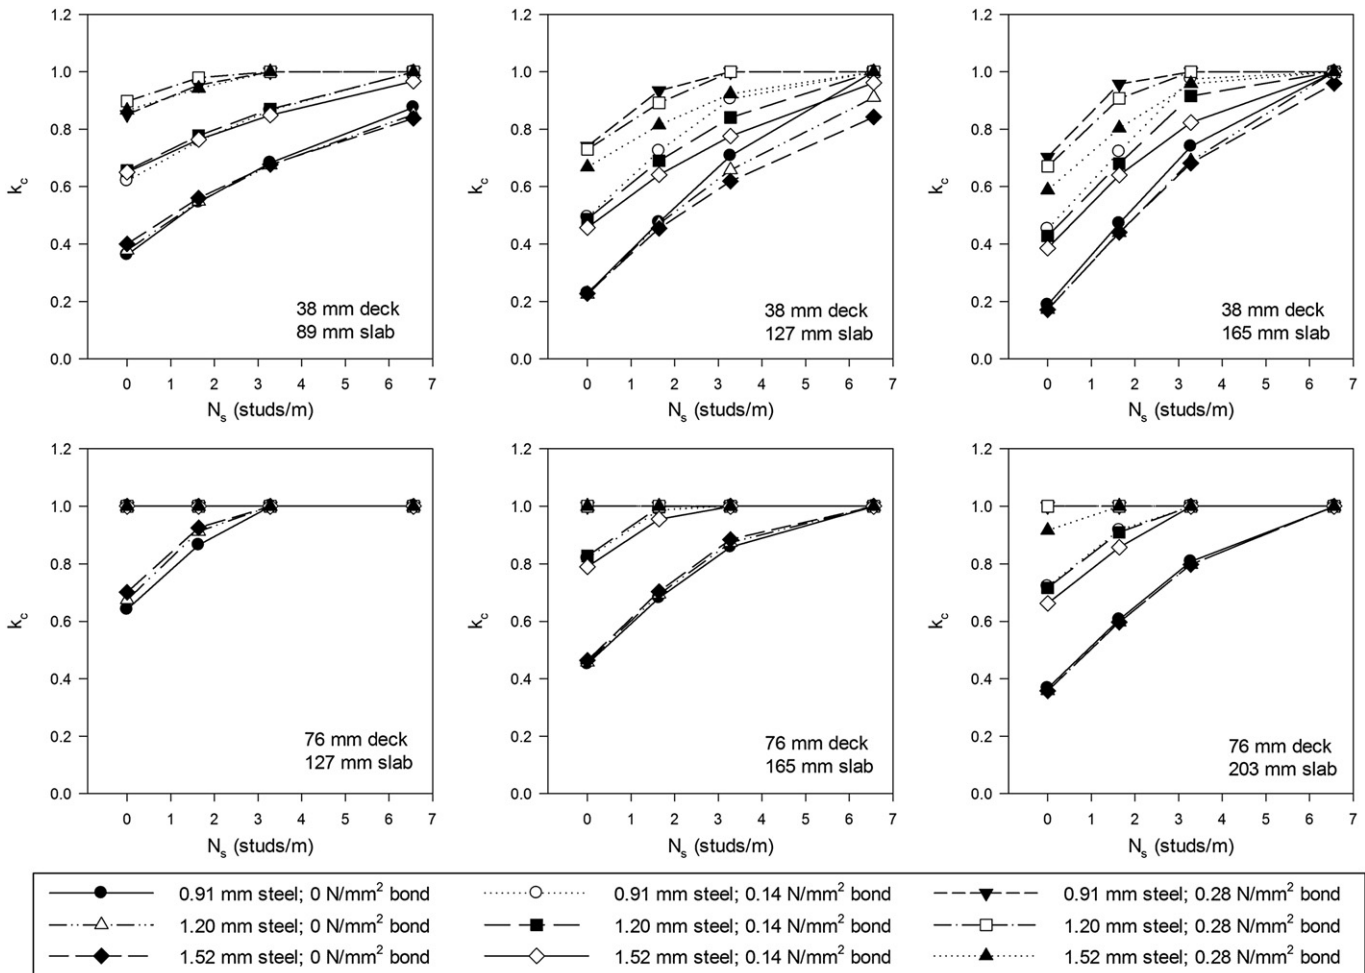 1.2
1.0
0.8
0.6
0.4
0.2
0.0
k_c
0 1 2 3 4 5 6 7
N_s (studs/m)
38 mm deck
89 mm slab
1.2
1.0
0.8
0.6
0.4
0.2
0.0
k_c
0 1 2 3 4 5 6 7
N_s (studs/m)
38 mm deck
127 mm slab
1.2
1.0
0.8
0.6
0.4
0.2
0.0
k_c
0 1 2 3 4 5 6 7
N_s (studs/m)
38 mm deck
165 mm slab
1.2
1.0
0.8
0.6
0.4
0.2
0.0
k_c
0 1 2 3 4 5 6 7
N_s (studs/m)
76 mm deck
127 mm slab
1.2
1.0
0.8
0.6
0.4
0.2
0.0
k_c
0 1 2 3 4 5 6 7
N_s (studs/m)
76 mm deck
165 mm slab
1.2
1.0
0.8
0.6
0.4
0.2
0.0
k_c
0 1 2 3 4 5 6 7
N_s (studs/m)
76 mm deck
203 mm slab
0.91 mm steel; 0 N/mm² bond
0.91 mm steel; 0.14 N/mm² bond
0.91 mm steel; 0.28 N/mm² bond
1.20 mm steel; 0 N/mm² bond
1.20 mm steel; 0.14 N/mm² bond
1.20 mm steel; 0.28 N/mm² bond
1.52 mm steel; 0 N/mm² bond
1.52 mm steel; 0.14 N/mm² bond
1.52 mm steel; 0.28 N/mm² bond